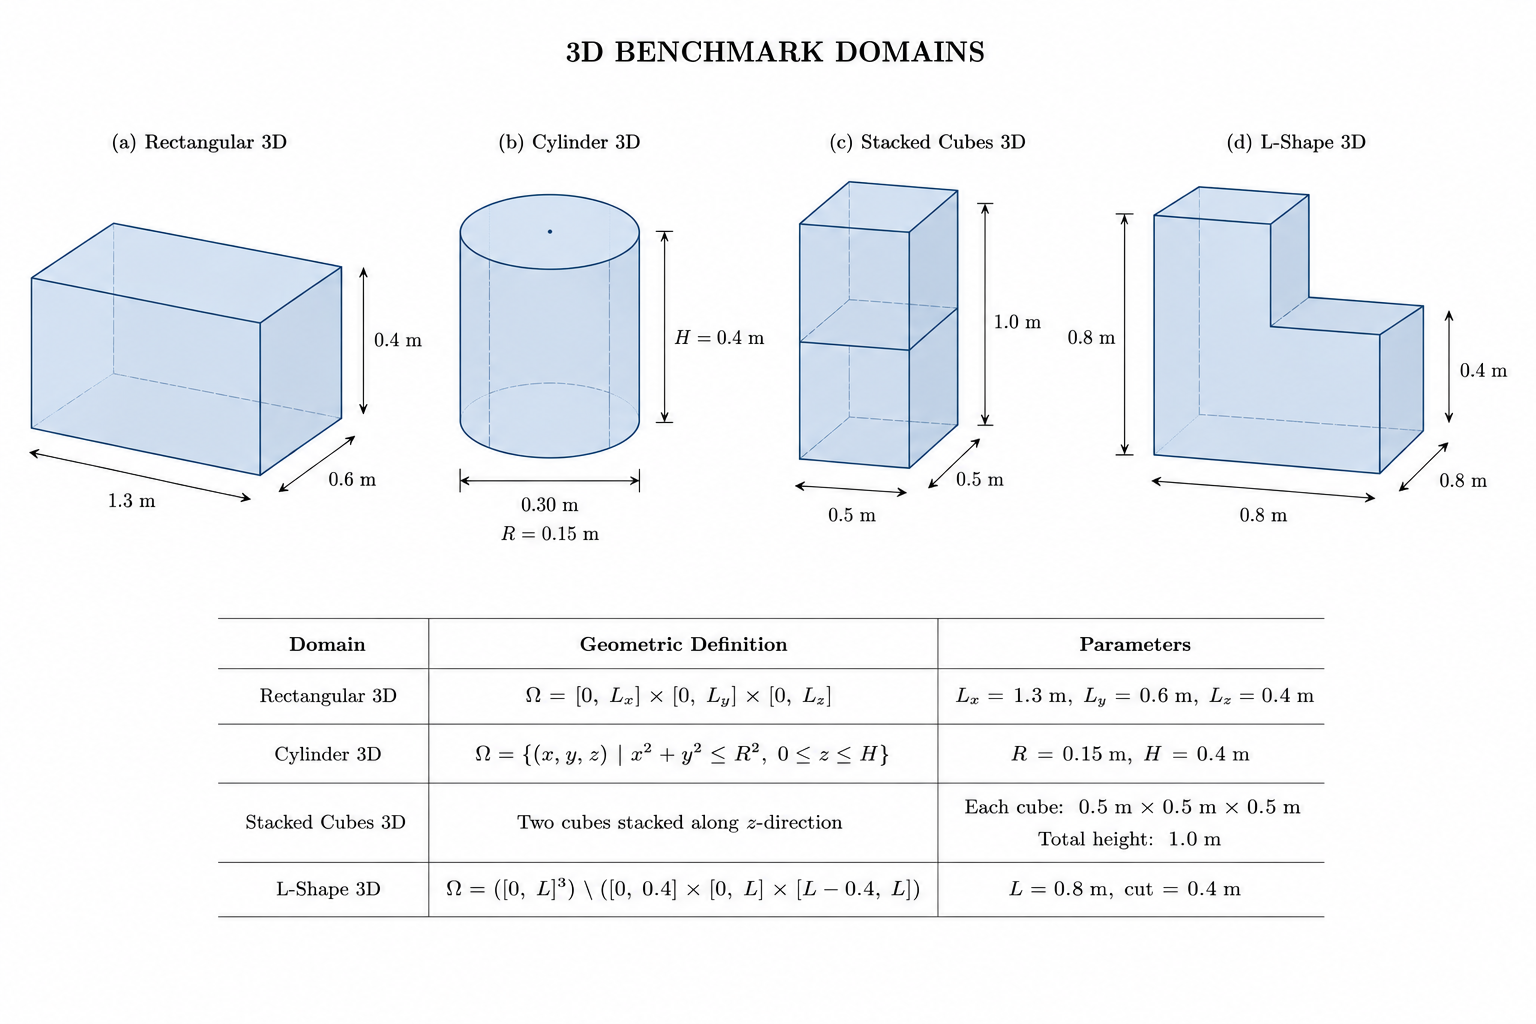 3D BENCHMARK DOMAINS
(a) Rectangular 3D
0.4 m
0.6 m
1.3 m
(b) Cylinder 3D
H = 0.4 m
0.30 m
R = 0.15 m
(c) Stacked Cubes 3D
1.0 m
0.5 m
0.5 m
(d) L-Shape 3D
0.8 m
0.4 m
0.8 m
0.8 m
Domain Geometric Definition Parameters
Rectangular 3D Ω = [0, Lₓ] × [0, L_y] × [0, L_z] Lₓ = 1.3 m, L_y = 0.6 m, L_z = 0.4 m
Cylinder 3D Ω = {(x, y, z) | x² + y² ≤ R², 0 ≤ z ≤ H} R = 0.15 m, H = 0.4 m
Stacked Cubes 3D Two cubes stacked along z-direction Each cube: 0.5 m × 0.5 m × 0.5 m
Total height: 1.0 m
L-Shape 3D Ω = ([0, L]³) \ ([0, 0.4] × [0, L] × [L − 0.4, L]) L = 0.8 m, cut = 0.4 m